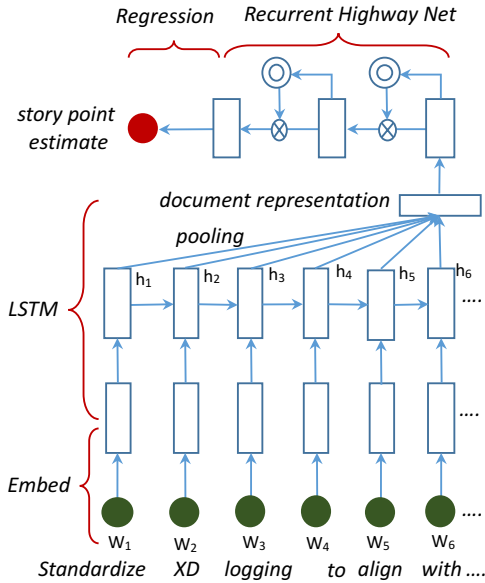 Regression Recurrent Highway Net
story point
estimate
document representation
pooling
h1 h2 h3 h4 h5 h6
LSTM ....
....
Embed
....
W1 W2 W3 W4 W5 W6
Standardize XD logging to align with ....